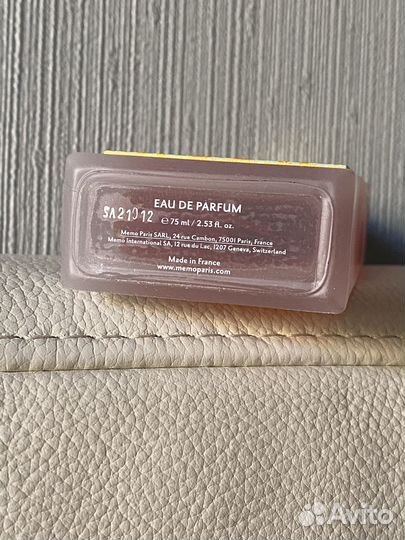 EAU DE PARFUM
SA21012
℮ 75 ml / 2.53 fl. oz.
Memo Paris SARL, 24 rue Cambon, 75001 Paris, France
Memo International SA, 12 rue du Lac, 1207 Geneva, Switzerland
Made in France
www.memoparis.com
Avito